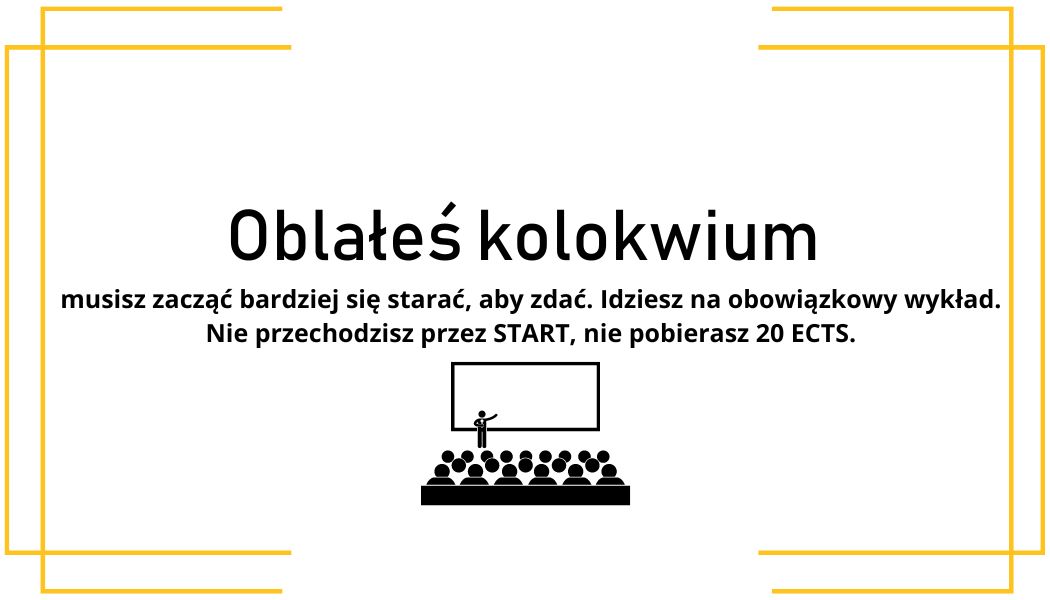 Oblałeś kolokwium
musisz zacząć bardziej się starać, aby zdać. Idziesz na obowiązkowy wykład.
Nie przechodzisz przez START, nie pobierasz 20 ECTS.